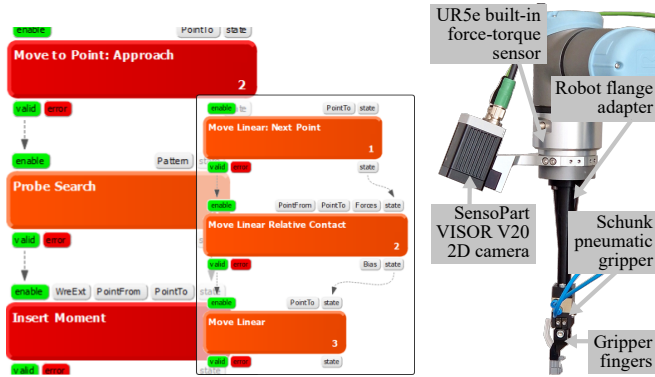 enable PointTo state
Move to Point: Approach
2
valid error
enable Pattern state
Probe Search
valid error
enable WreExt PointFrom PointTo state
Insert Moment
valid error
enable PointTo state
Move Linear: Next Point
1
valid error state
enable PointFrom PointTo Forces state
Move Linear Relative Contact
2
valid error Bias state
enable PointTo state
Move Linear
3
valid error state
UR5e built-in
force-torque
sensor
Robot flange
adapter
SensoPart
VISOR V20
2D camera
Schunk
pneumatic
gripper
Gripper
fingers